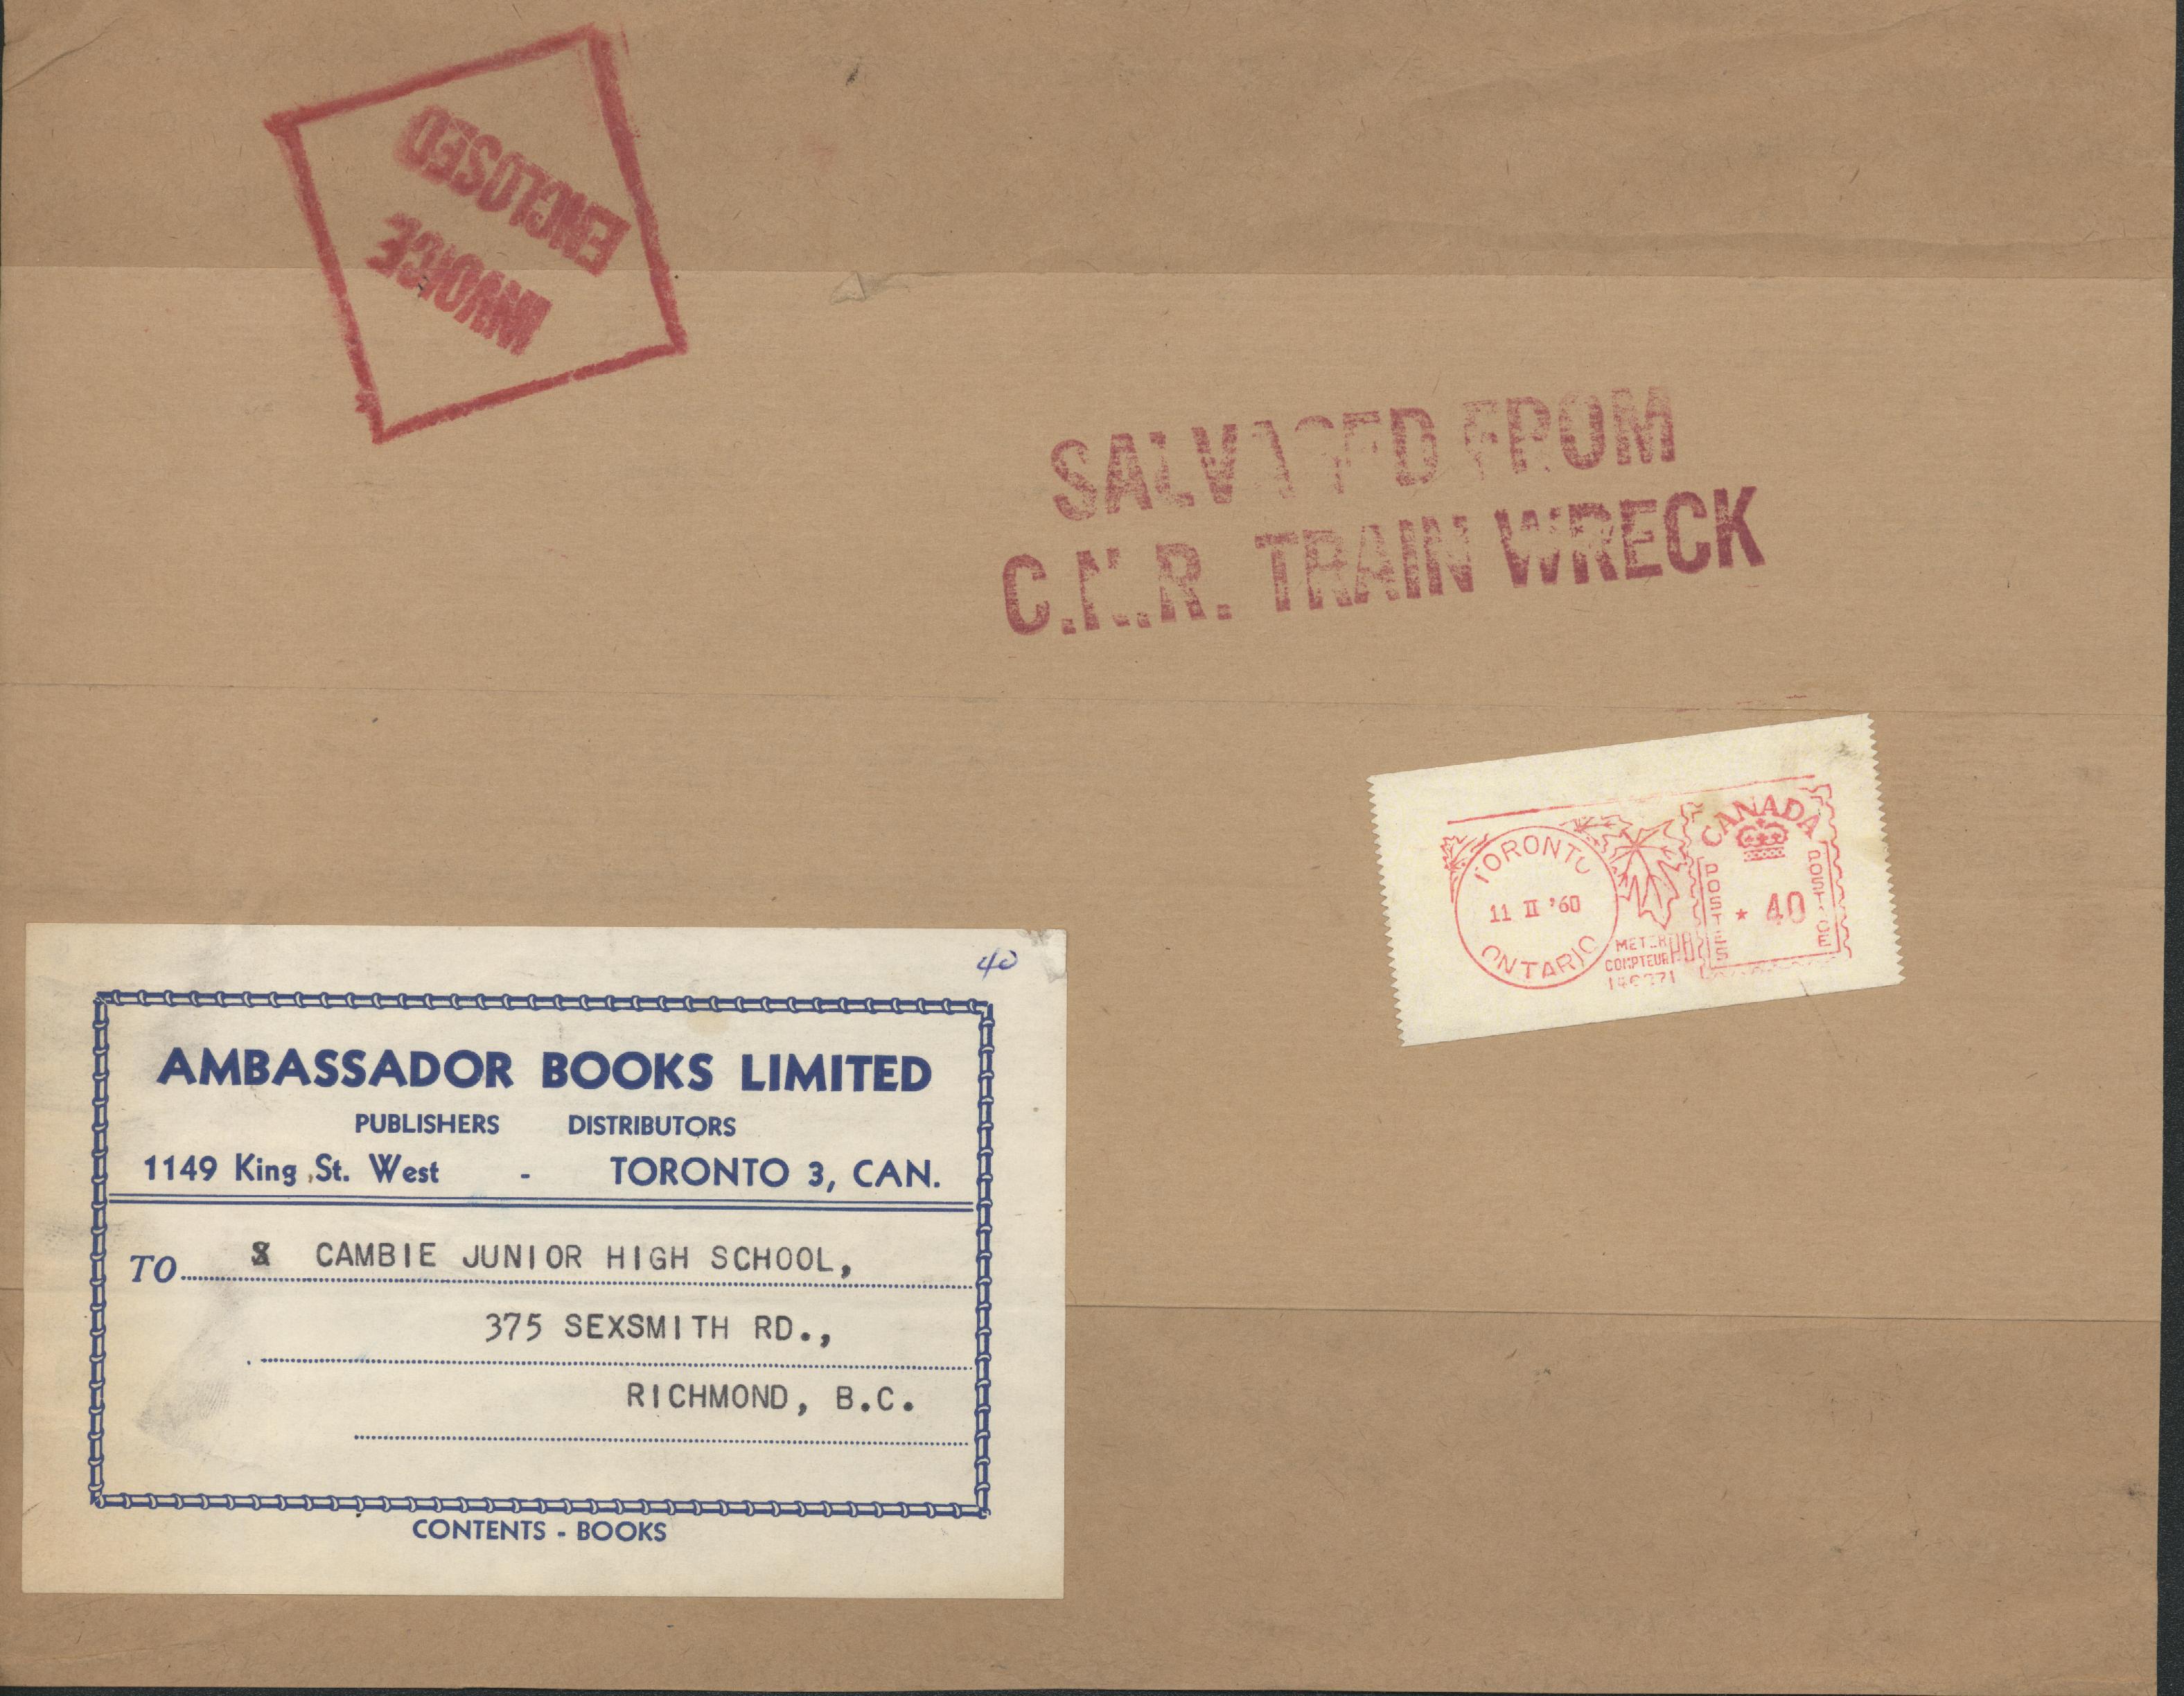 INVOICE
ENCLOSED
SALVAGED FROM
C.N.R. TRAIN WRECK
CANADA
POSTES
POSTAGE
* 40
TORONTO
11 II '60
ONTARIO
METER
COMPTEUR PB
40
AMBASSADOR BOOKS LIMITED
PUBLISHERS DISTRIBUTORS
1149 King St. West - TORONTO 3, CAN.
TO CAMBIE JUNIOR HIGH SCHOOL,
375 SEXSMITH RD.,
RICHMOND, B.C.
CONTENTS - BOOKS